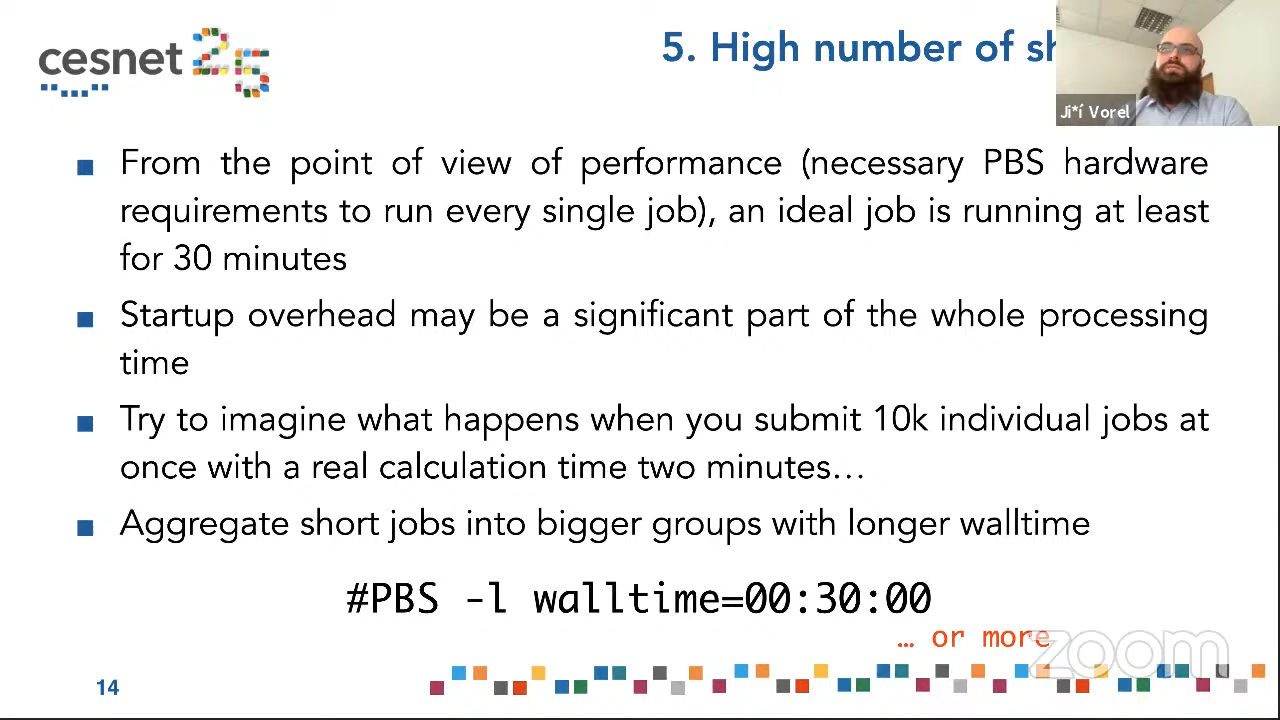 cesnet 25
5. High number of
Ji*í Vorel
From the point of view of performance (necessary PBS hardware
requirements to run every single job), an ideal job is running at least
for 30 minutes
Startup overhead may be a significant part of the whole processing
time
Try to imagine what happens when you submit 10k individual jobs at
once with a real calculation time two minutes…
Aggregate short jobs into bigger groups with longer walltime
#PBS -l walltime=00:30:00
… or more
zoom
14